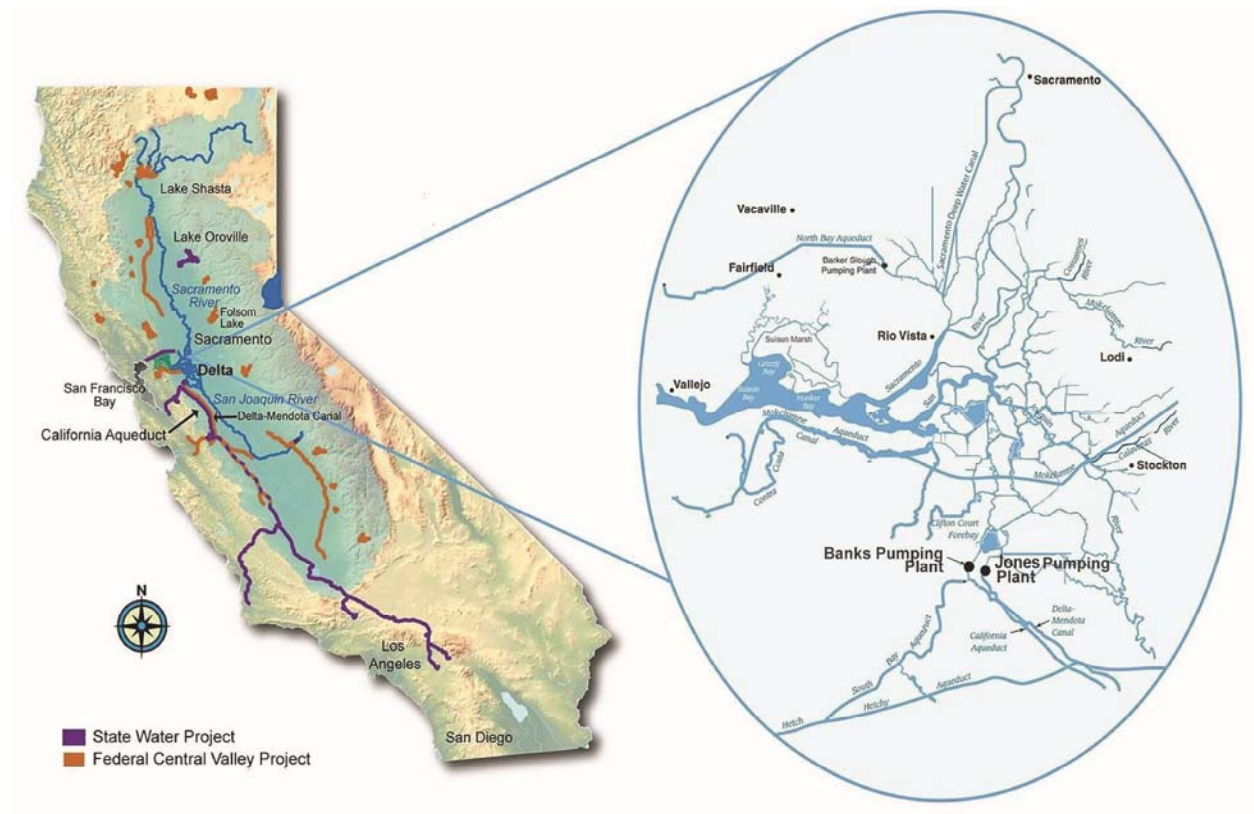 Lake Shasta
Lake Oroville
Sacramento
River
Folsom
Lake
Sacramento
Delta
San Francisco
Bay
San Joaquin River
Delta-Mendota Canal
California Aqueduct
N
Los
Angeles
San Diego
State Water Project
Federal Central Valley Project
Sacramento
Sacramento Deep Water Canal
Vacaville
North Bay Aqueduct
Barker Slough
Pumping Plant
Fairfield
Cosumnes
River
Mokelumne
River
Lodi
Rio Vista
Sacramento
River
Suisun Marsh
Grizzly
Bay
Suisun
Bay
Honker
Bay
Vallejo
San
Joaquin
Mokelumne
Aqueduct
Canal
Contra
Costa
Mokelumne
Aqueduct
Calaveras
River
Stockton
River
Clifton Court
Forebay
Banks Pumping
Plant
Jones Pumping
Plant
Delta-
Mendota
Canal
California
Aqueduct
South
Bay
Aqueduct
Hetch
Hetchy
Aqueduct